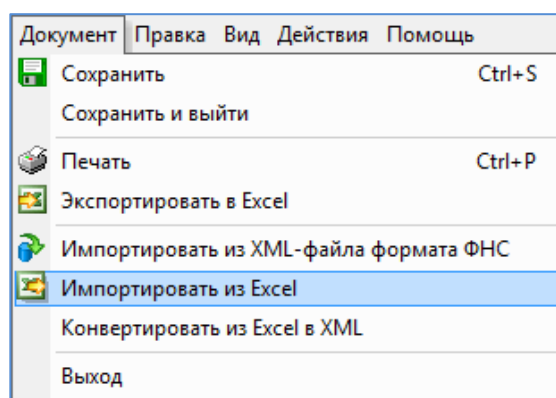 Документ Правка Вид Действия Помощь
Сохранить Ctrl+S
Сохранить и выйти
Печать Ctrl+P
Экспортировать в Excel
Импортировать из XML-файла формата ФНС
Импортировать из Excel
Конвертировать из Excel в XML
Выход